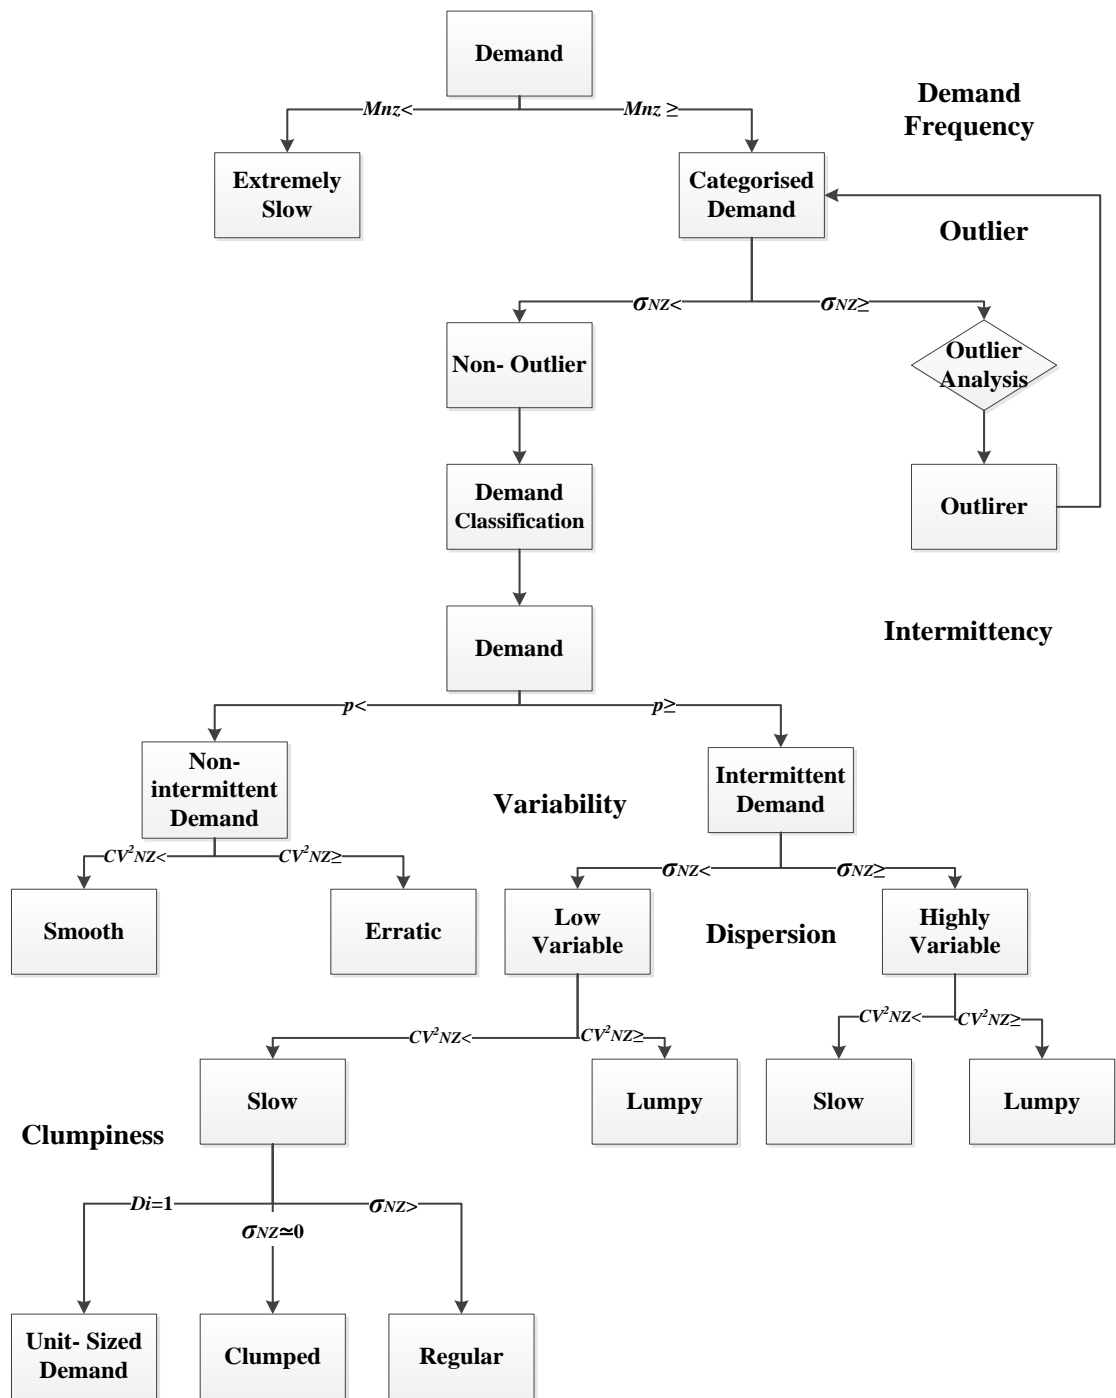 Demand
Mnz<
Mnz ≥
Demand
Frequency
Extremely
Slow
Categorised
Demand
Outlier
σNZ<
σNZ≥
Non- Outlier
Outlier
Analysis
Demand
Classification
Outlirer
Demand
Intermittency
p<
p≥
Non-
intermittent
Demand
Intermittent
Demand
Variability
CV²NZ<
CV²NZ≥
σNZ<
σNZ≥
Smooth
Erratic
Low
Variable
Dispersion
Highly
Variable
CV²NZ<
CV²NZ≥
CV²NZ<
CV²NZ≥
Slow
Lumpy
Slow
Lumpy
Clumpiness
Di=1
σNZ≃0
σNZ>
Unit- Sized
Demand
Clumped
Regular